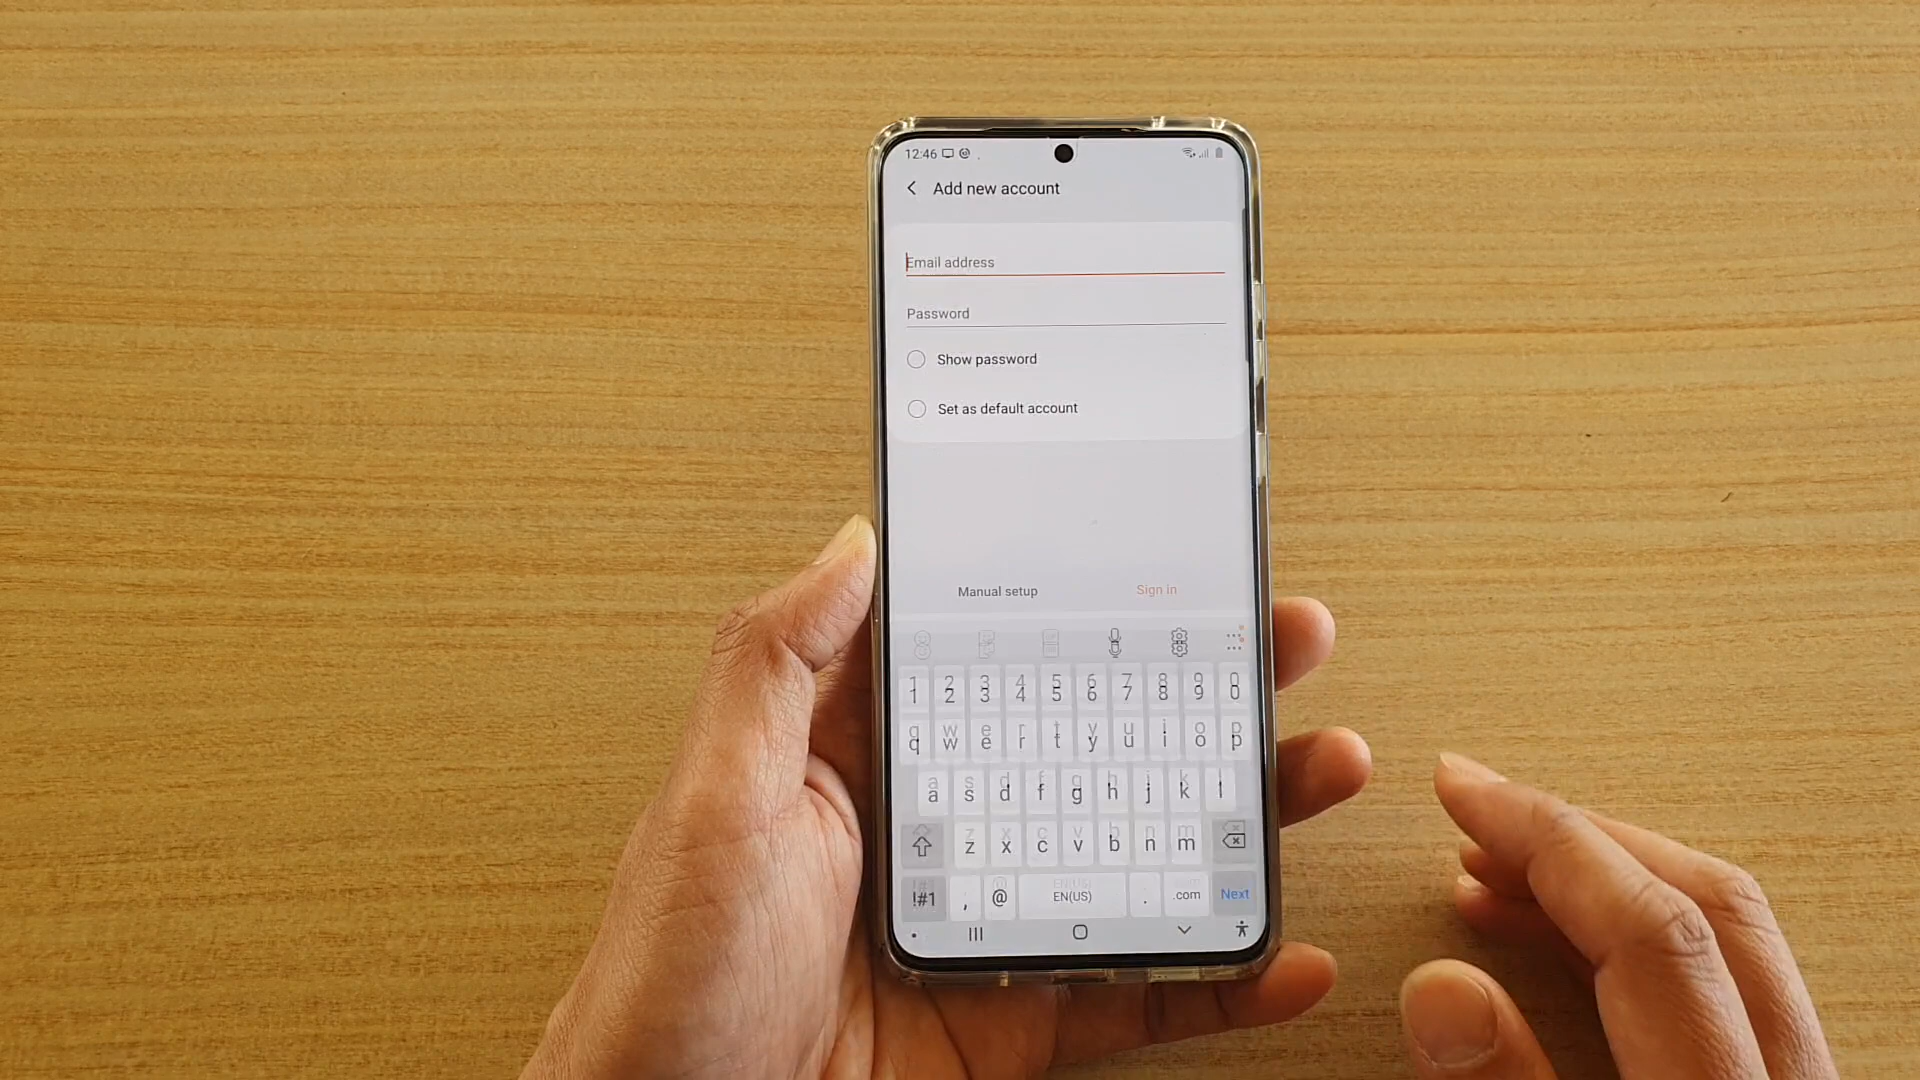 12:46
Add new account
Email address
Password
Show password
Set as default account
Manual setup
Sign in
1 2 3 4 5 6 7 8 9 0
q w e r t y u i o p
a s d f g h j k l
z x c v b n m
!#1 , @ EN(US) . .com Next